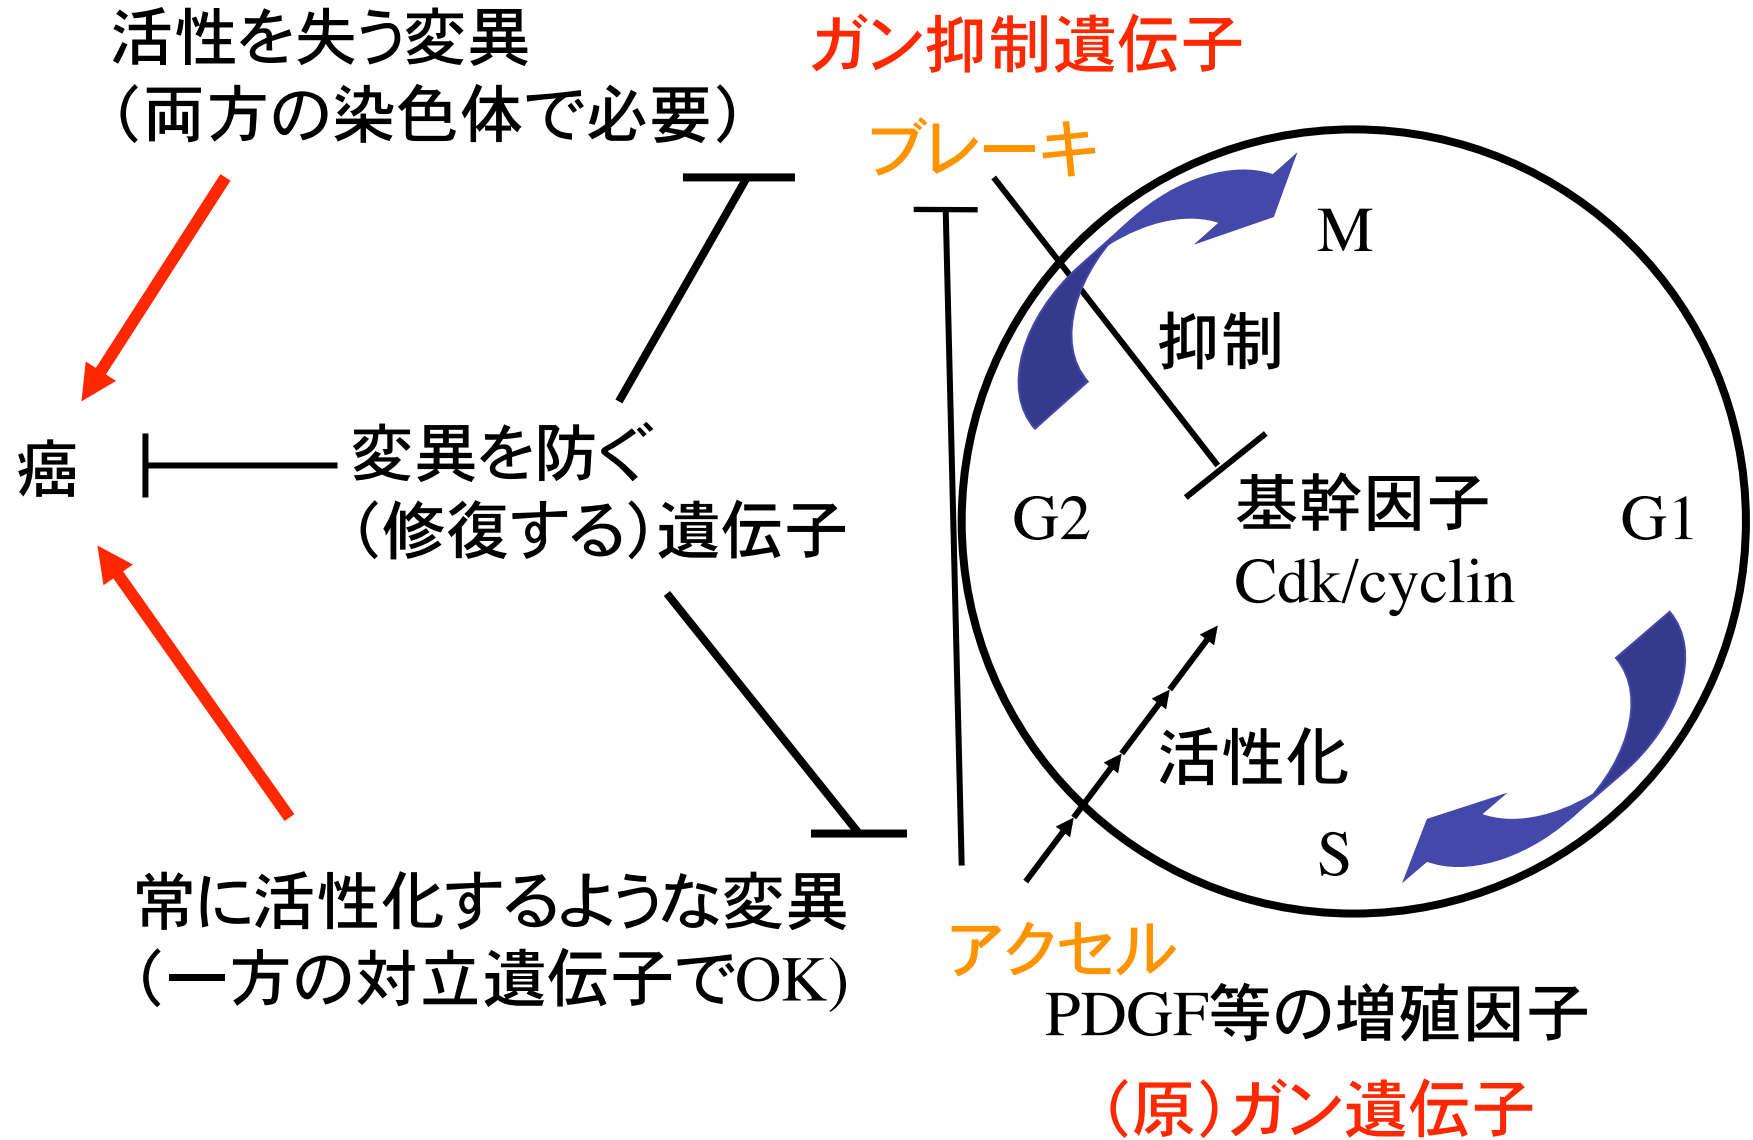 活性を失う変異
（両方の染色体で必要）
ガン抑制遺伝子
ブレーキ
M
抑制
癌
変異を防ぐ
（修復する）遺伝子
G2
基幹因子
Cdk/cyclin
G1
活性化
S
常に活性化するような変異
（一方の対立遺伝子でOK)
アクセル
PDGF等の増殖因子
（原）ガン遺伝子